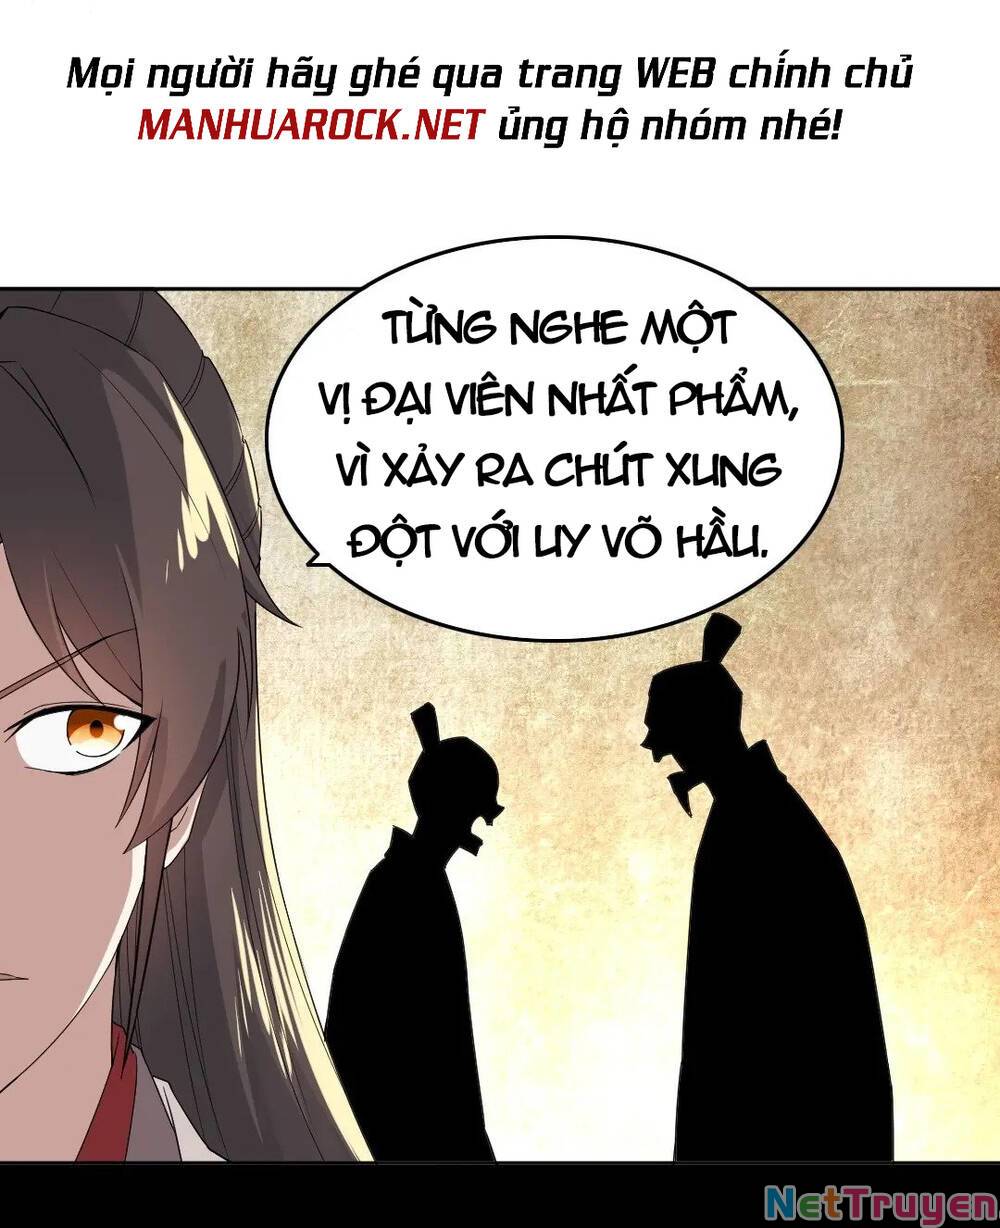 Mọi người hãy ghé qua trang WEB chính chủ
MANHUAROCK.NET ủng hộ nhóm nhé!
TỪNG NGHE MỘT
VỊ ĐẠI VIÊN NHẤT PHẨM,
VÌ XẢY RA CHÚT XUNG
ĐỘT VỚI UY VÕ HẦU.
NetTruyen